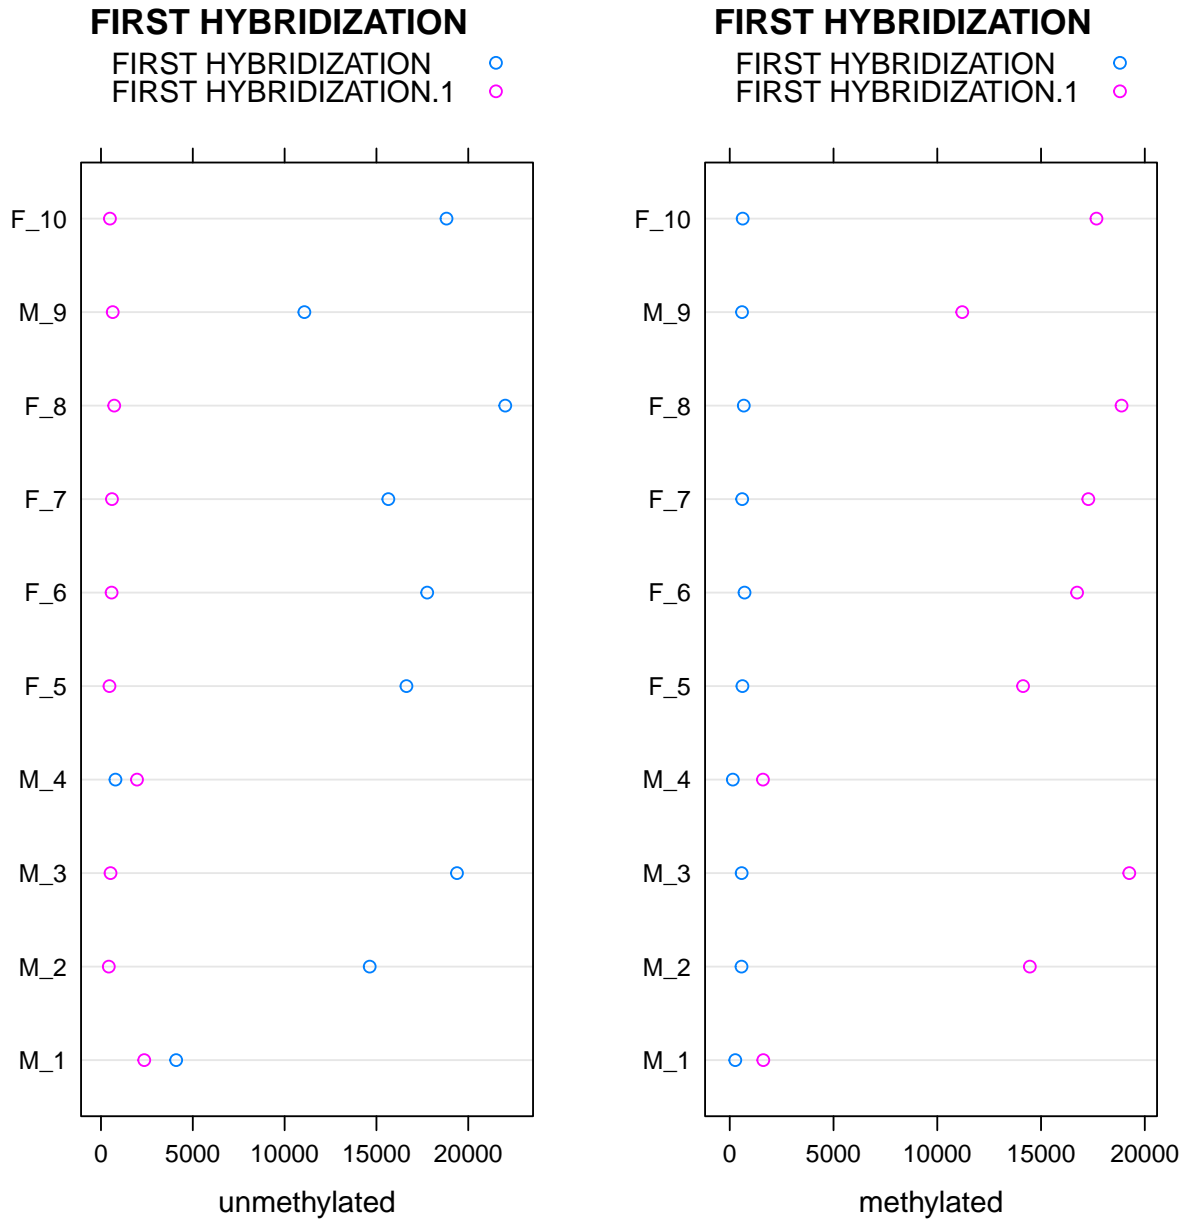 FIRST HYBRIDIZATION
FIRST HYBRIDIZATION
FIRST HYBRIDIZATION.1
F_10
M_9
F_8
F_7
F_6
F_5
M_4
M_3
M_2
M_1
0 5000 10000 15000 20000
unmethylated
FIRST HYBRIDIZATION
FIRST HYBRIDIZATION
FIRST HYBRIDIZATION.1
F_10
M_9
F_8
F_7
F_6
F_5
M_4
M_3
M_2
M_1
0 5000 10000 15000 20000
methylated